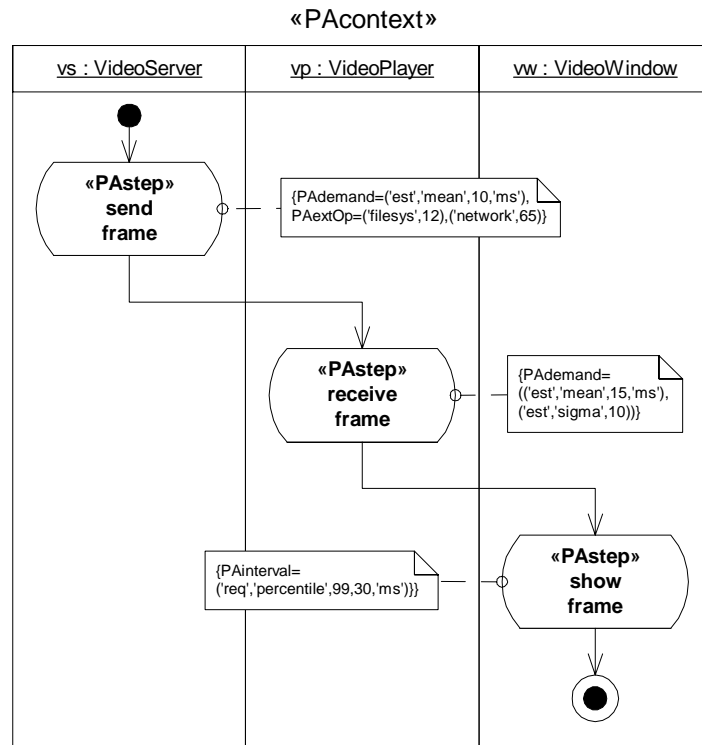 «PAcontext»
vs : VideoServer
vp : VideoPlayer
vw : VideoWindow
«PAstep»
send
frame
{PAdemand=('est','mean',10,'ms'),
PAextOp=('filesys',12),('network',65)}
«PAstep»
receive
frame
{PAdemand=
(('est','mean',15,'ms'),
('est','sigma',10))}
{PAinterval=
('req','percentile',99,30,'ms')}}
«PAstep»
show
frame